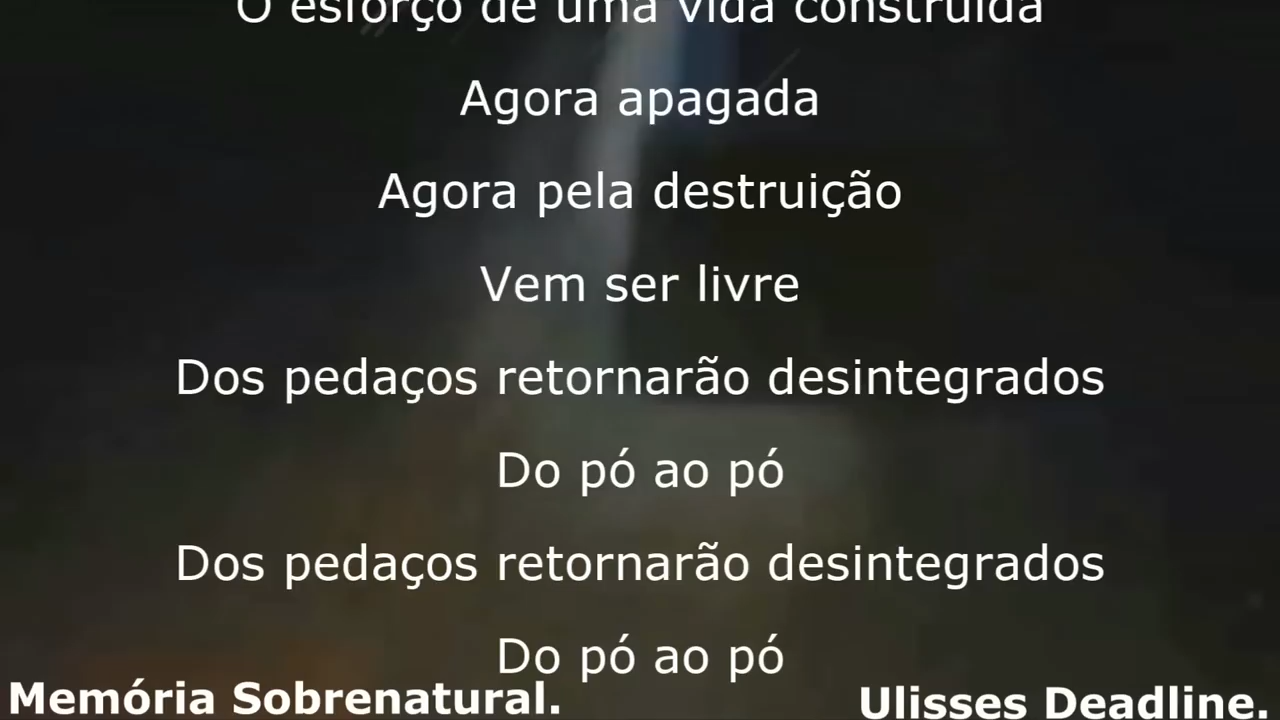 O esforço de uma vida construída
Agora apagada
Agora pela destruição
Vem ser livre
Dos pedaços retornarão desintegrados
Do pó ao pó
Dos pedaços retornarão desintegrados
Do pó ao pó
Memória Sobrenatural.
Ulisses Deadline.